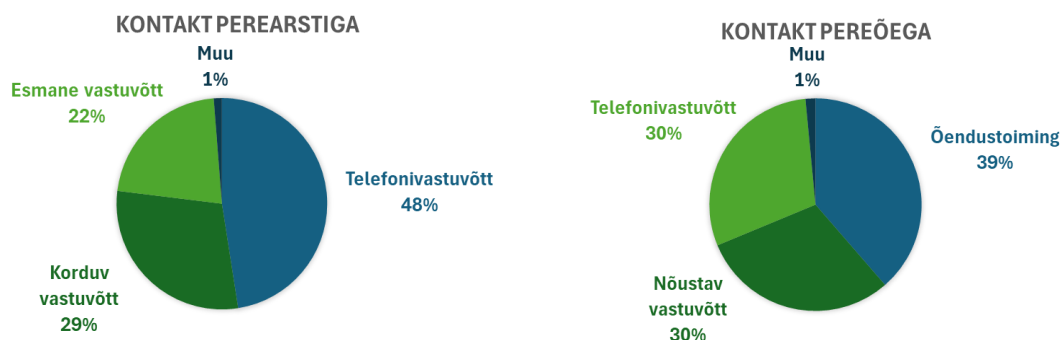 KONTAKT PEREARSTIGA
Muu
1%
Esmane vastuvõtt
22%
Telefonivastuvõtt
48%
Korduv
vastuvõtt
29%
KONTAKT PEREÕEGA
Muu
1%
Telefonivastuvõtt
30%
Õendustoiming
39%
Nõustav
vastuvõtt
30%